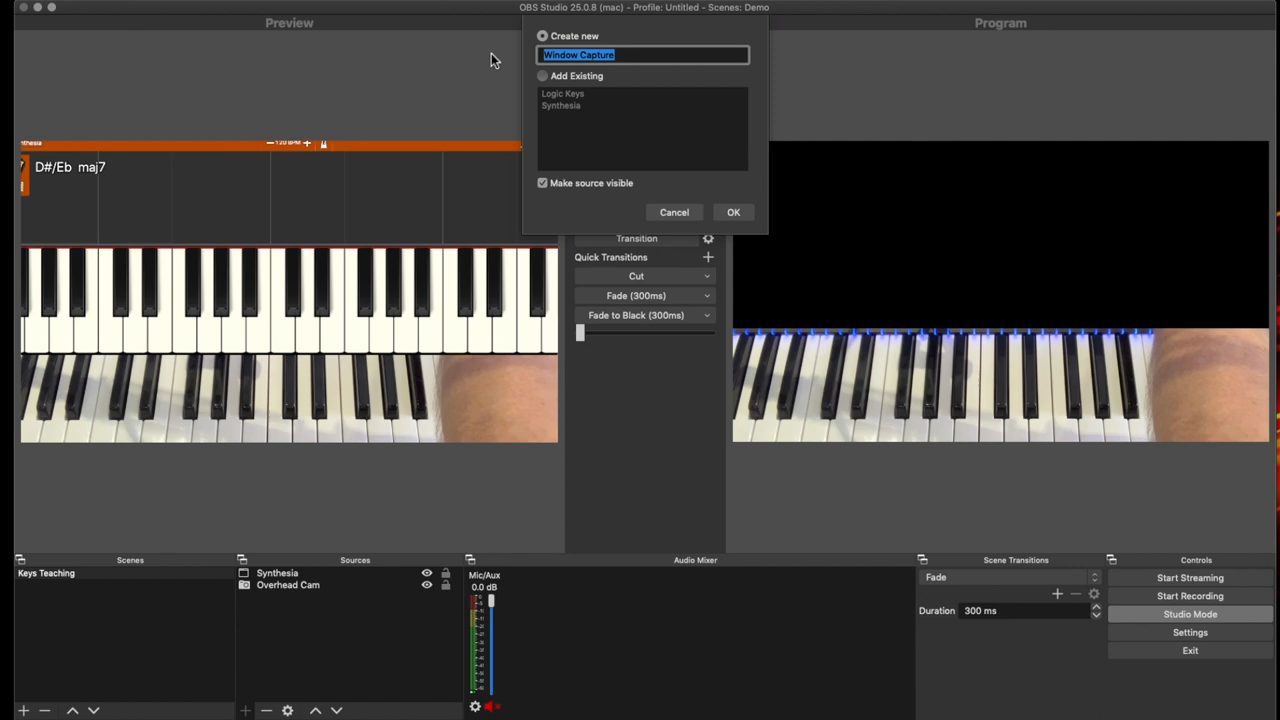 OBS Studio 25.0.8 (mac) - Profile: Untitled - Scenes: Demo
Preview
Program
Create new
Window Capture
Add Existing
Logic Keys
Synthesia
Make source visible
Cancel
OK
120 BPM
D#/Eb maj7
Transition
Quick Transitions
Cut
Fade (300ms)
Fade to Black (300ms)
Scenes
Sources
Audio Mixer
Scene Transitions
Controls
Keys Teaching
Synthesia
Overhead Cam
Mic/Aux
0.0 dB
Fade
Duration
300 ms
Start Streaming
Start Recording
Studio Mode
Settings
Exit